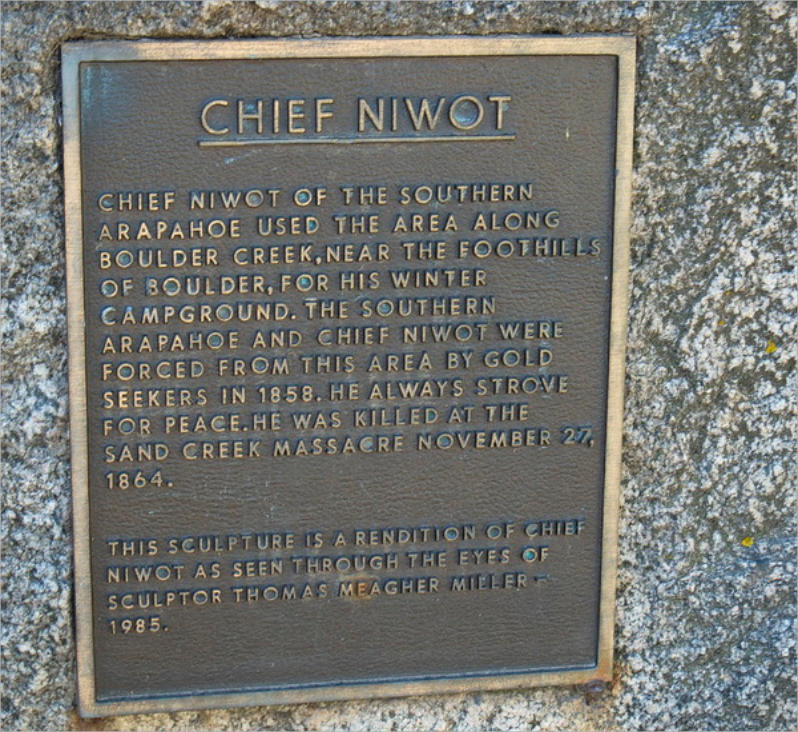 CHIEF NIWOT
CHIEF NIWOT OF THE SOUTHERN
ARAPAHOE USED THE AREA ALONG
BOULDER CREEK,NEAR THE FOOTHILLS
OF BOULDER,FOR HIS WINTER
CAMPGROUND. THE SOUTHERN
ARAPAHOE AND CHIEF NIWOT WERE
FORCED FROM THIS AREA BY GOLD
SEEKERS IN 1858. HE ALWAYS STROVE
FOR PEACE.HE WAS KILLED AT THE
SAND CREEK MASSACRE NOVEMBER 27,
1864.
THIS SCULPTURE IS A RENDITION OF CHIEF
NIWOT AS SEEN THROUGH THE EYES OF
SCULPTOR THOMAS MEAGHER MILLER -
1985.